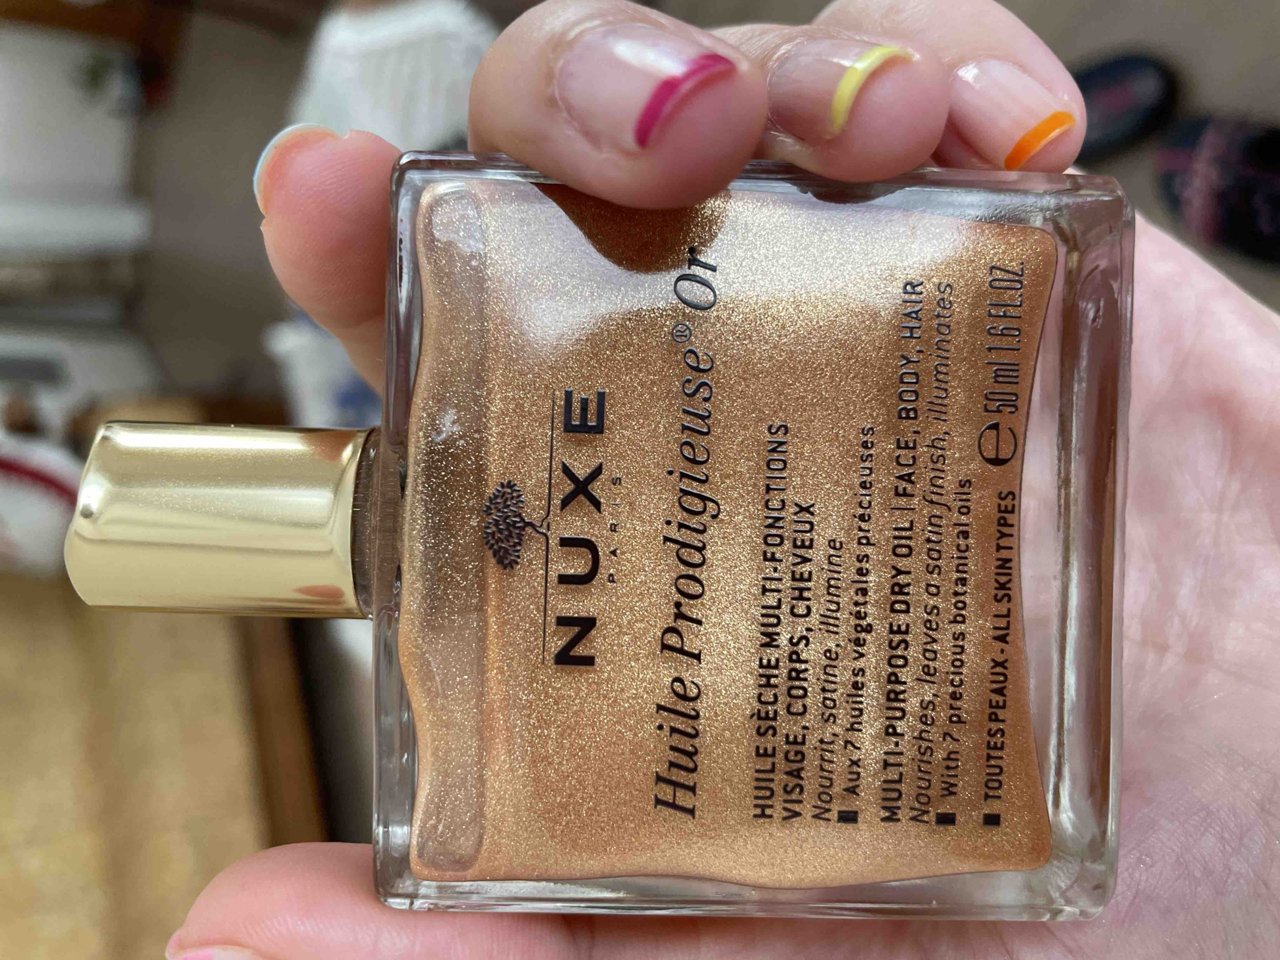 NUXE
PARIS
Huile Prodigieuse® Or
HUILE SÈCHE MULTI-FONCTIONS
VISAGE, CORPS, CHEVEUX
Nourrit, satine, illumine
■ Aux 7 huiles végétales précieuses
MULTI-PURPOSE DRY OIL | FACE, BODY, HAIR
Nourishes, leaves a satin finish, illuminates
■ With 7 precious botanical oils
■ TOUTES PEAUX - ALL SKIN TYPES ℮ 50 ml 1.6 FL.OZ.